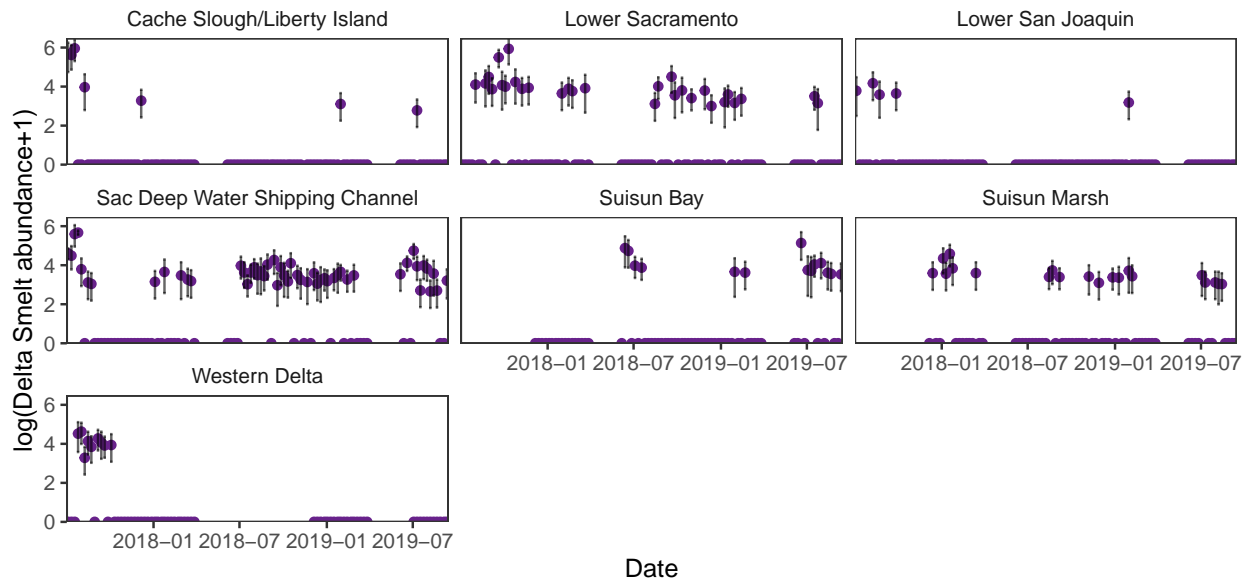 Cache Slough/Liberty Island Lower Sacramento Lower San Joaquin
6
4
2
0
Sac Deep Water Shipping Channel Suisun Bay Suisun Marsh
6
4
2
0
2018−01 2018−07 2019−01 2019−07 2018−01 2018−07 2019−01 2019−07
Western Delta
6
4
2
0
2018−01 2018−07 2019−01 2019−07
log(Delta Smelt abundance+1)
Date